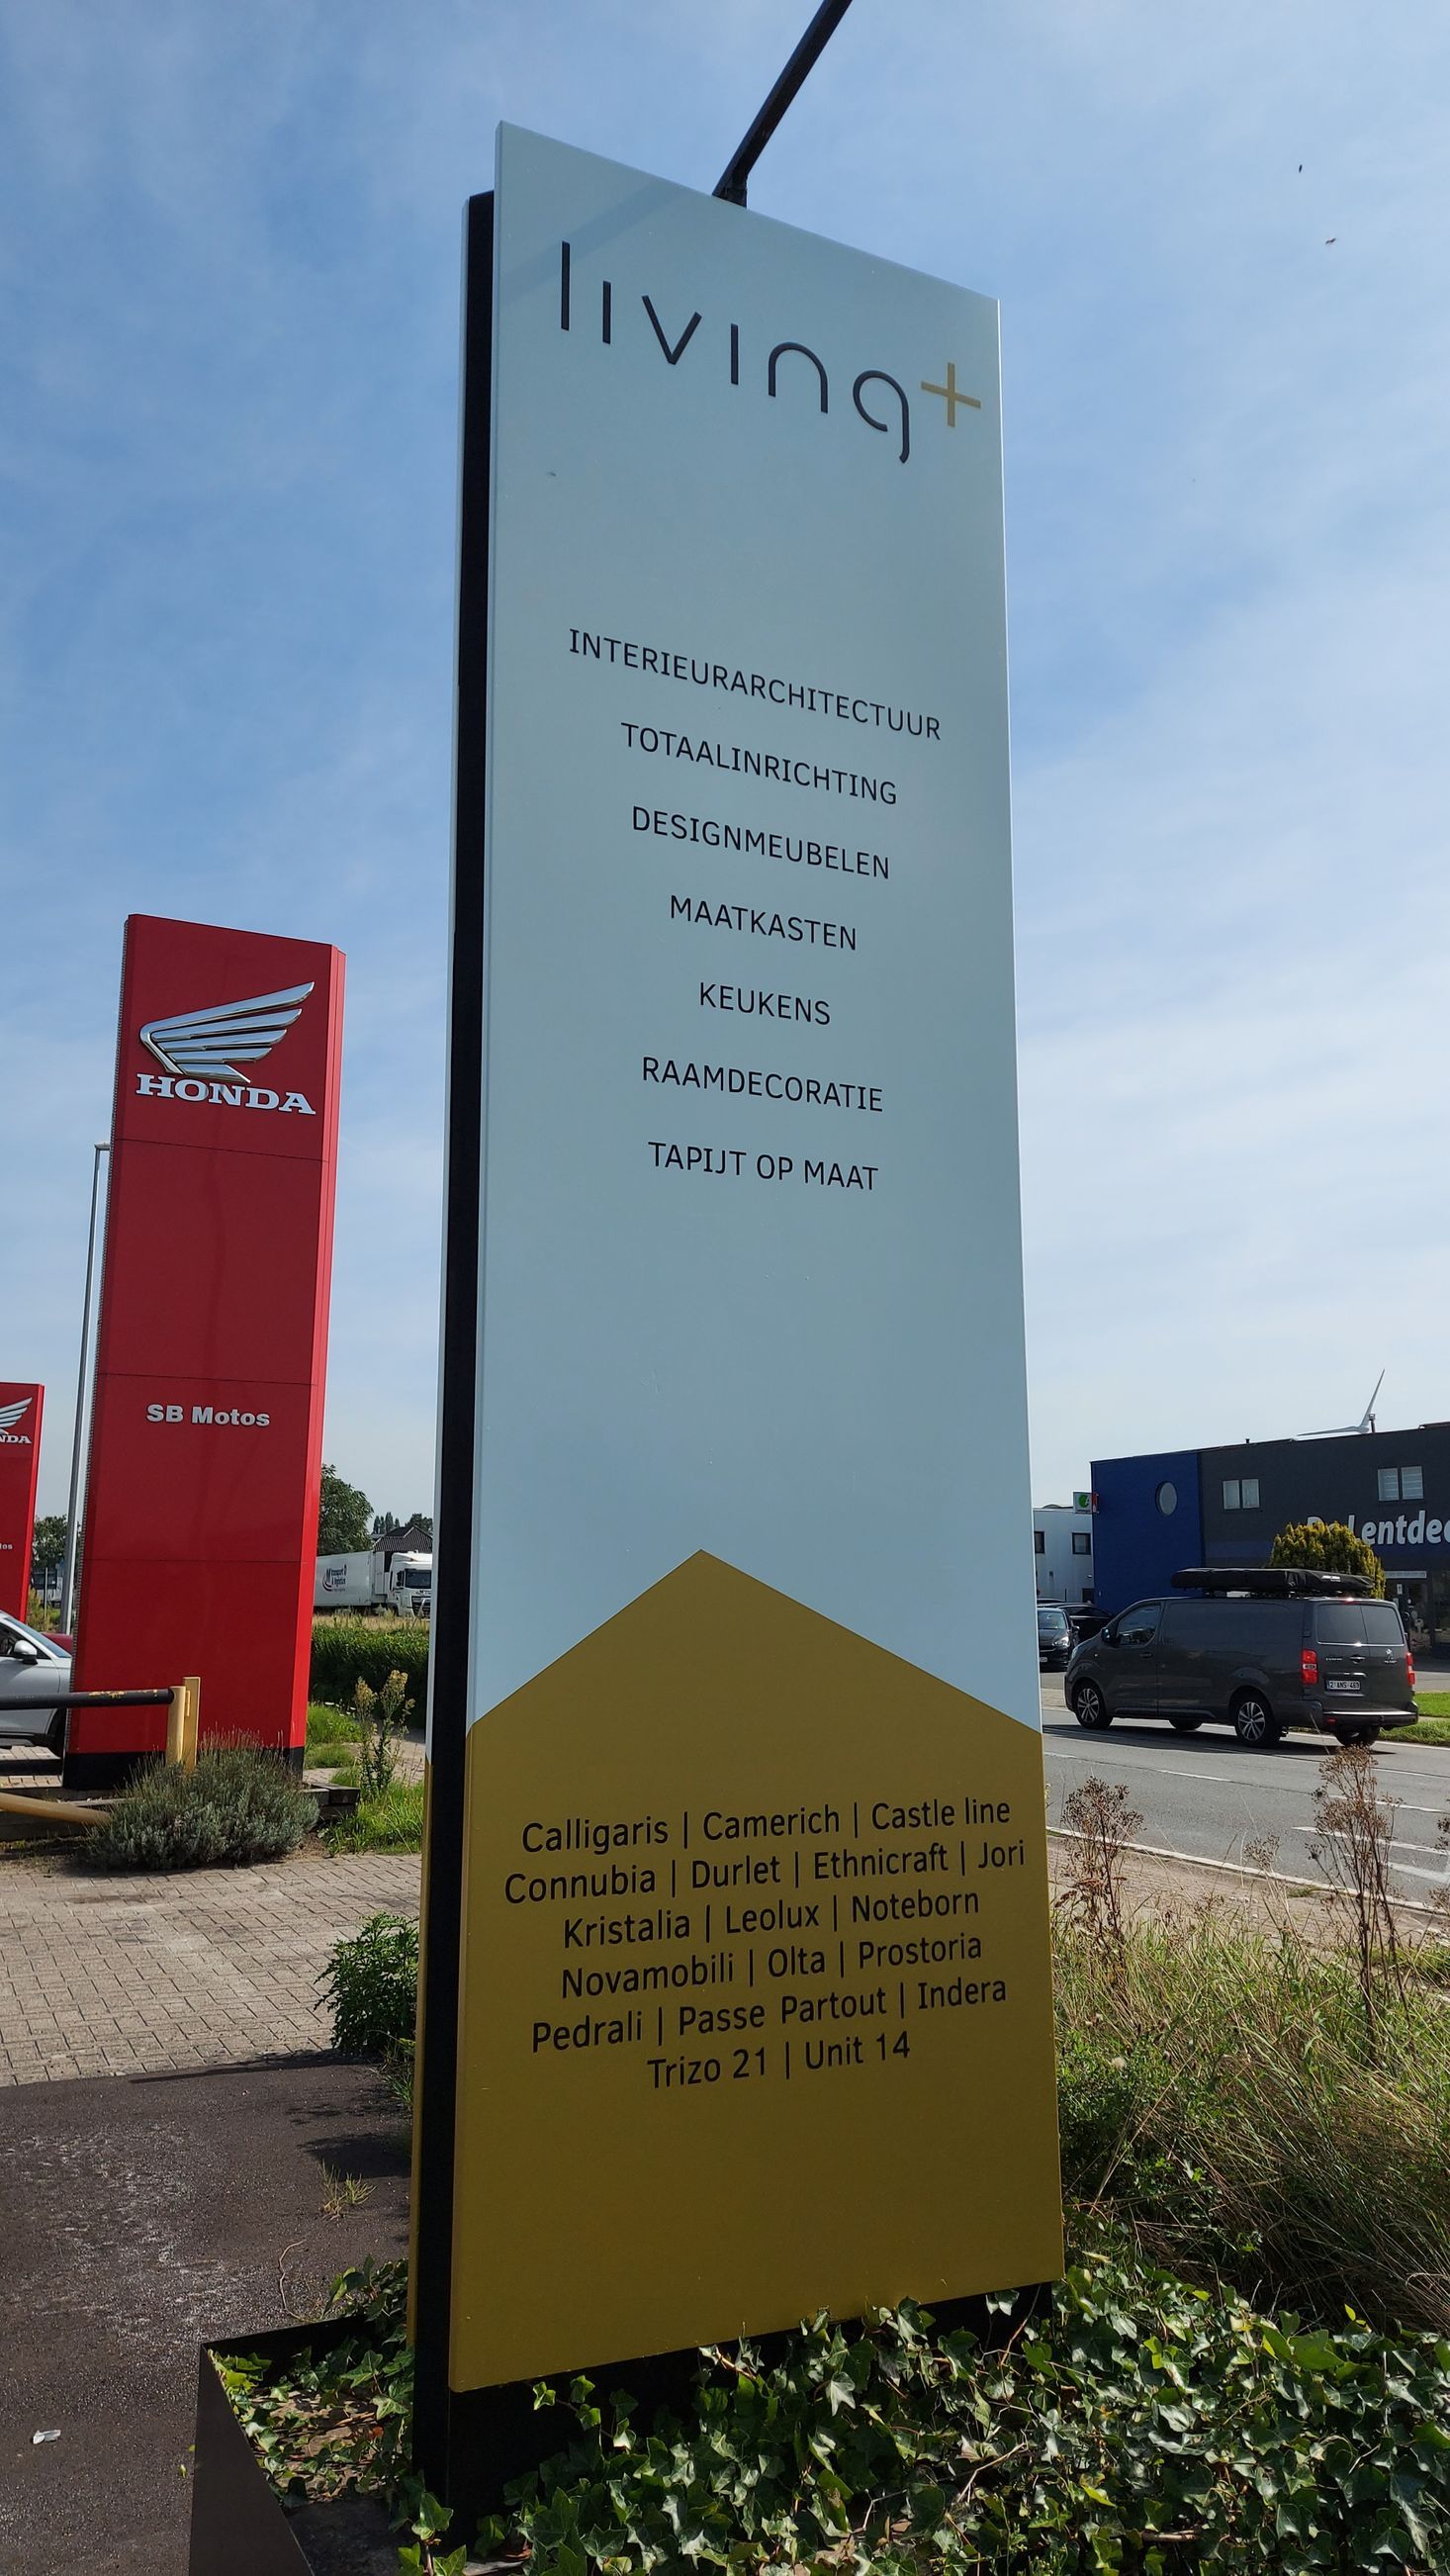 living+
INTERIEURARCHITECTUUR
TOTAALINRICHTING
DESIGNMEUBELEN
MAATKASTEN
KEUKENS
RAAMDECORATIE
TAPIJT OP MAAT
Calligaris | Camerich | Castle line
Connubia | Durlet | Ethnicraft | Jori
Kristalia | Leolux | Noteborn
Novamobili | Olta | Prostoria
Pedrali | Passe Partout | Indera
Trizo 21 | Unit 14
HONDA
SB Motos